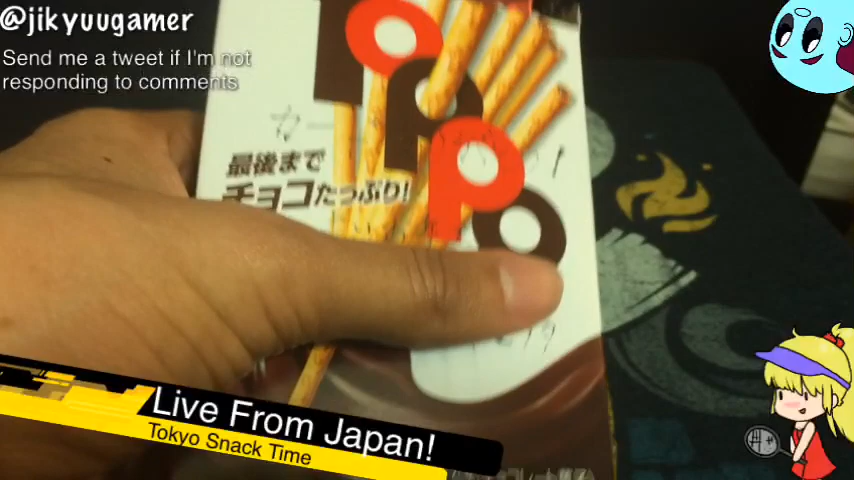 @jikyuugamer
Send me a tweet if I'm not
responding to comments
Toppo
最後まで
チョコたっぷり!
Live From Japan!
Tokyo Snack Time